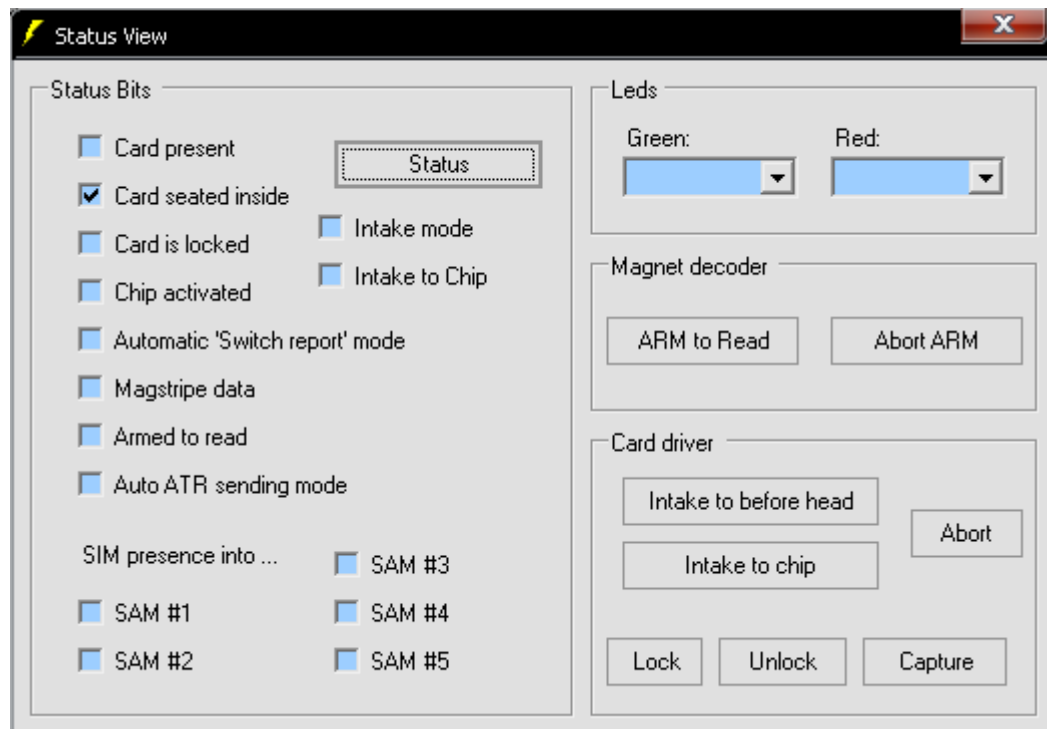 Status View
Status Bits
Card present
Status
Card seated inside
Intake mode
Card is locked
Intake to Chip
Chip activated
Automatic 'Switch report' mode
Magstripe data
Armed to read
Auto ATR sending mode
SIM presence into ...
SAM #3
SAM #1
SAM #4
SAM #2
SAM #5
Leds
Green:
Red:
Magnet decoder
ARM to Read
Abort ARM
Card driver
Intake to before head
Abort
Intake to chip
Lock
Unlock
Capture